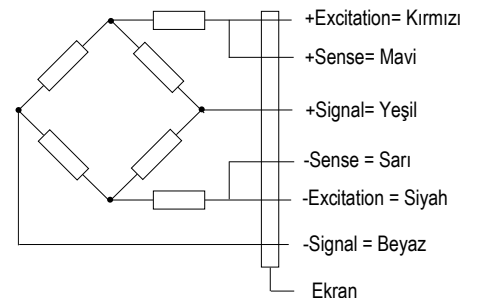 +Excitation= Kırmızı
+Sense= Mavi
+Signal= Yeşil
-Sense = Sarı
-Excitation = Siyah
-Signal = Beyaz
Ekran